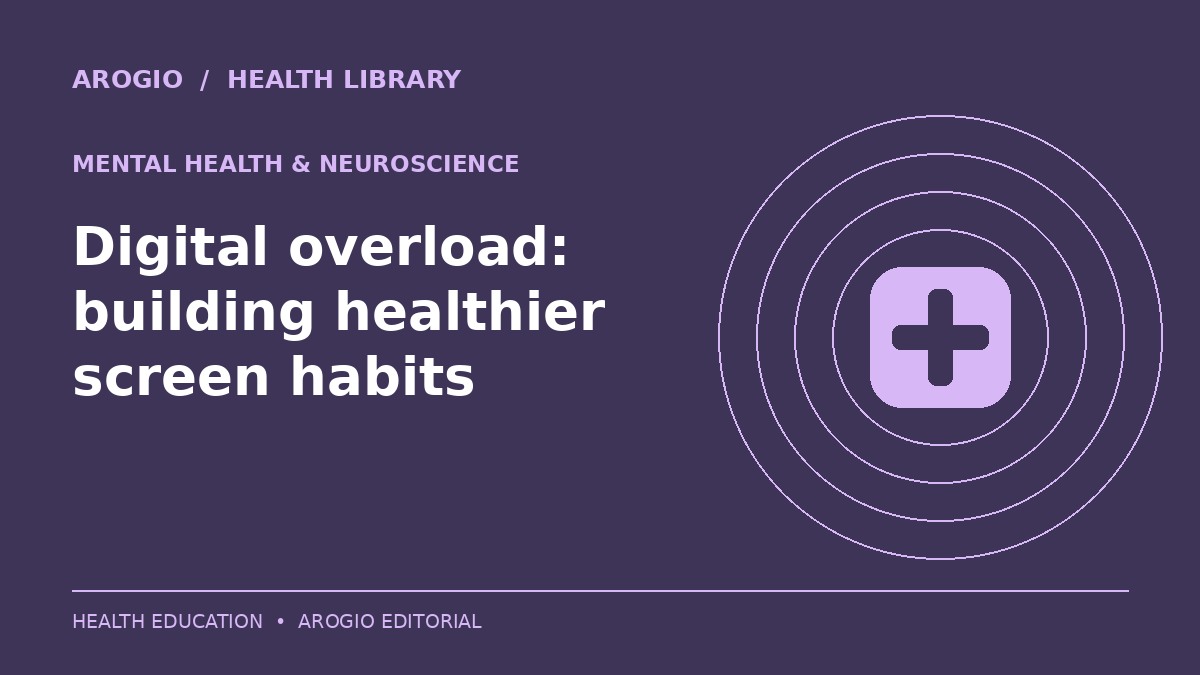 AROGIO / HEALTH LIBRARY
MENTAL HEALTH & NEUROSCIENCE
Digital overload:
building healthier
screen habits
HEALTH EDUCATION • AROGIO EDITORIAL